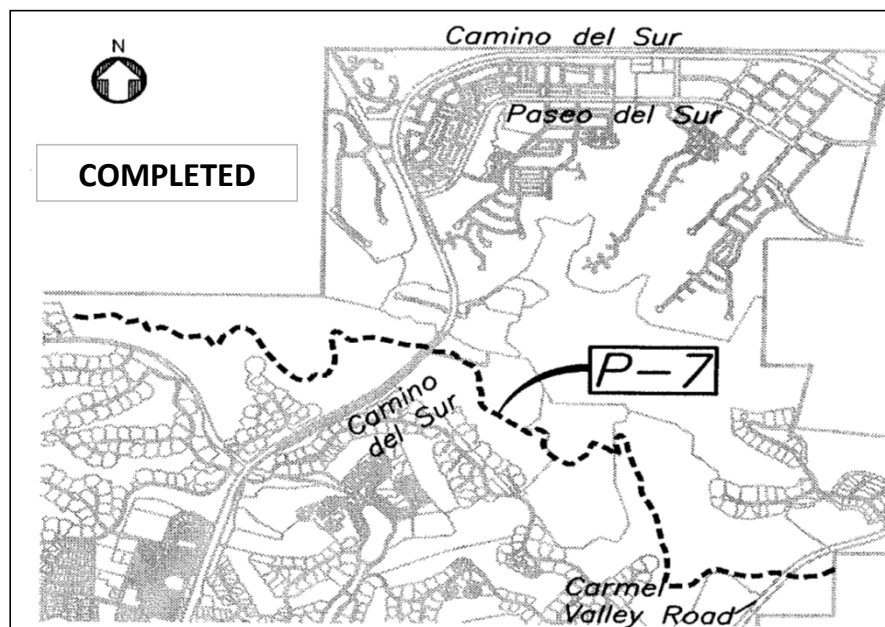 Camino del Sur
N
Paseo del Sur
COMPLETED
P-7
Camino
del Sur
Carmel
Valley Road